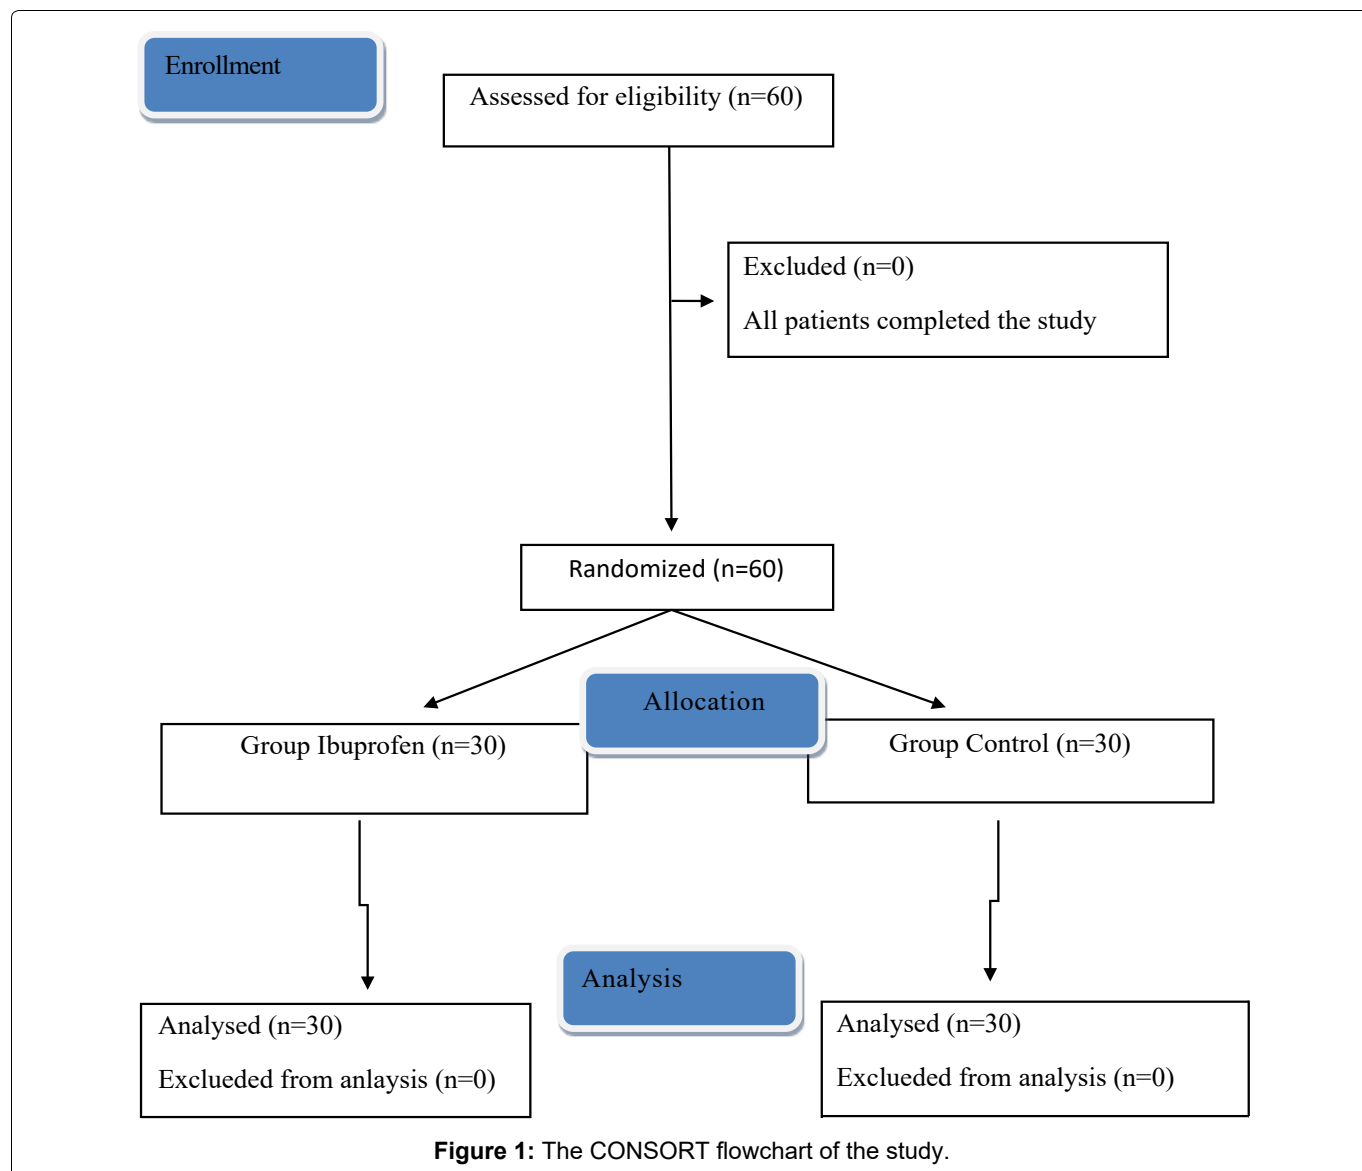 Enrollment
Assessed for eligibility (n=60)
Excluded (n=0)
All patients completed the study
Randomized (n=60)
Allocation
Group Ibuprofen (n=30)
Group Control (n=30)
Analysis
Analysed (n=30)
Exclueded from anlaysis (n=0)
Analysed (n=30)
Exclueded from analysis (n=0)
Figure 1: The CONSORT flowchart of the study.